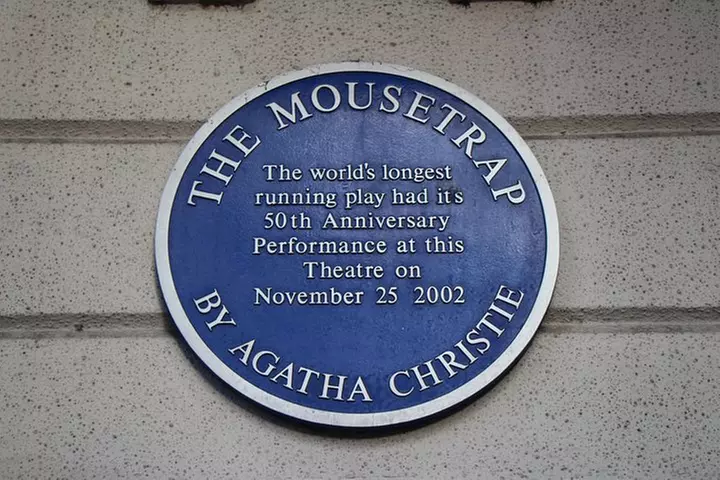 THE MOUSETRAP
The world's longest
running play had its
50th Anniversary
Performance at this
Theatre on
November 25 2002
BY AGATHA CHRISTIE